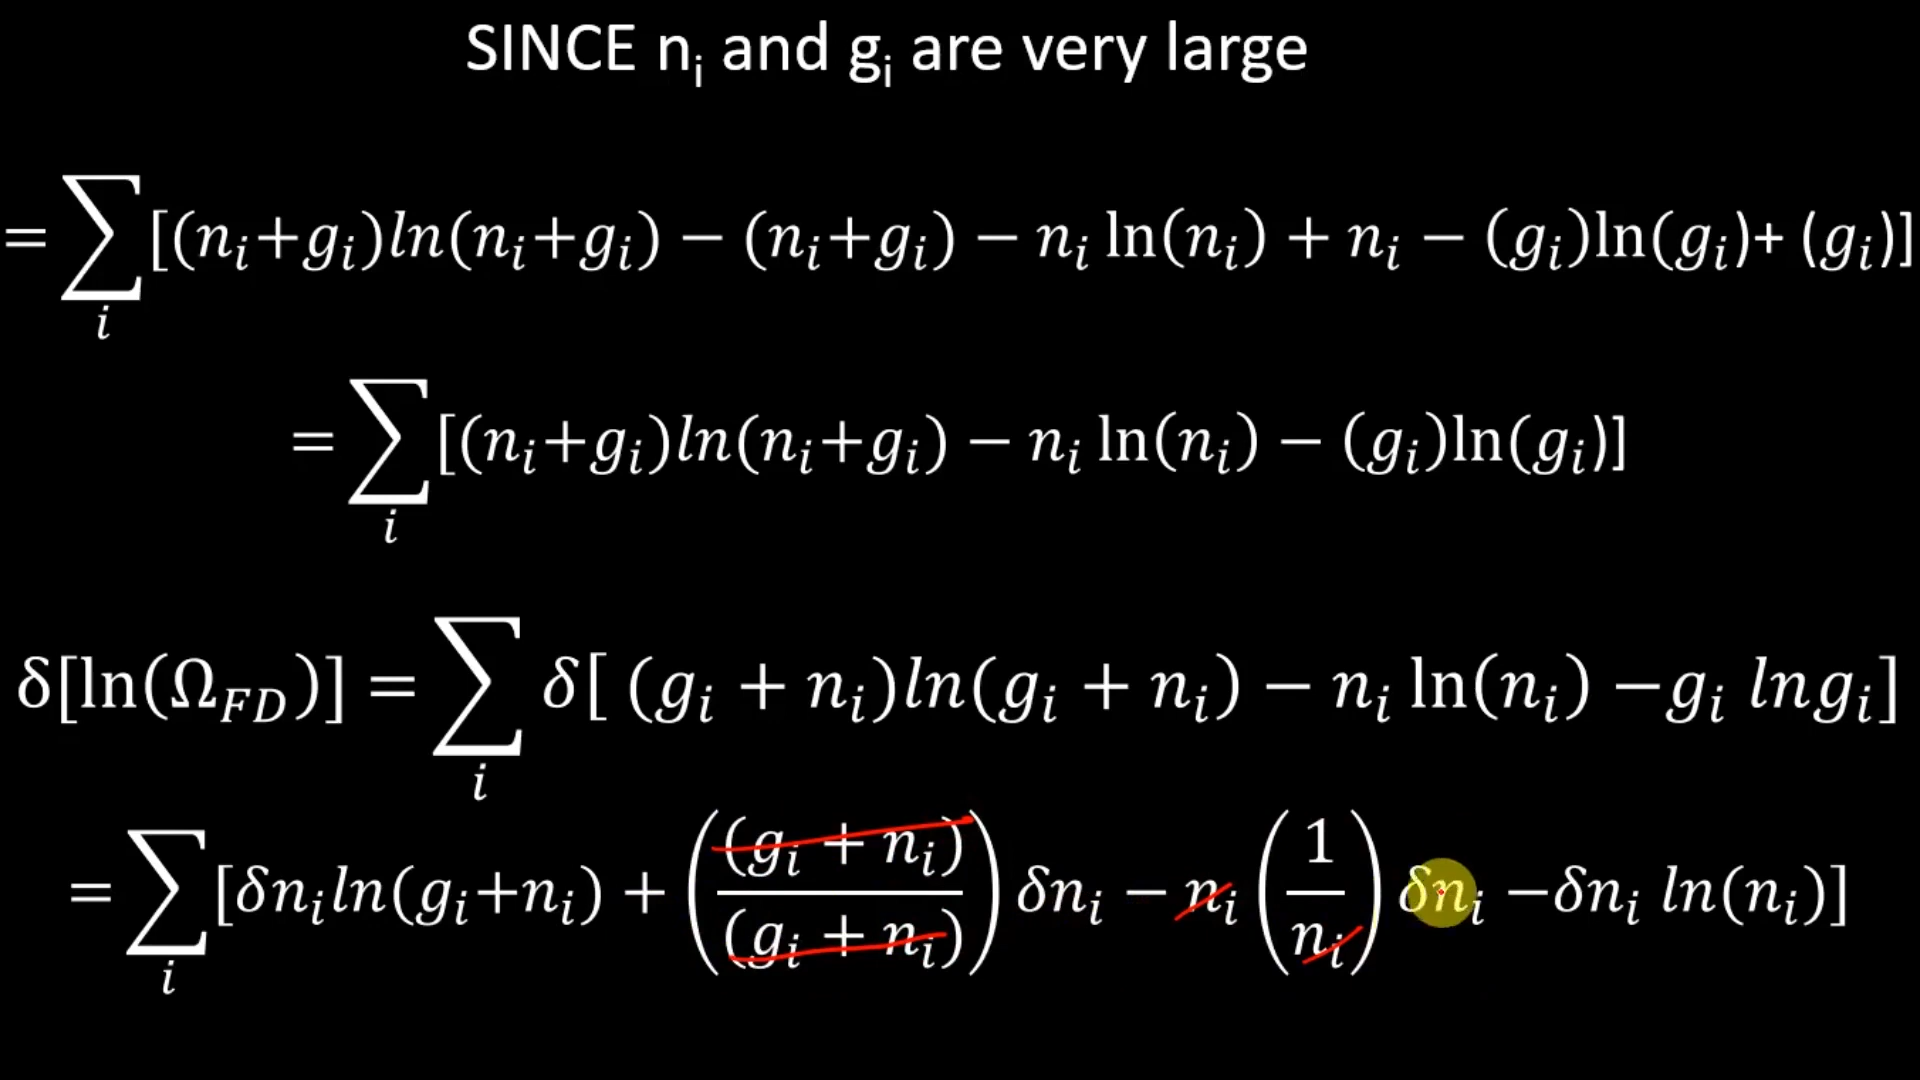 SINCE nᵢ and gᵢ are very large
= ∑ᵢ [(nᵢ+gᵢ)ln(nᵢ+gᵢ) − (nᵢ+gᵢ) − nᵢ ln(nᵢ) + nᵢ − (gᵢ)ln(gᵢ)+ (gᵢ)]
= ∑ᵢ [(nᵢ+gᵢ)ln(nᵢ+gᵢ) − nᵢ ln(nᵢ) − (gᵢ)ln(gᵢ)]
δ[ln(Ω_FD)] = ∑ᵢ δ[ (gᵢ + nᵢ)ln(gᵢ + nᵢ) − nᵢ ln(nᵢ) −gᵢ lngᵢ]
= ∑ᵢ [δnᵢln(gᵢ+nᵢ) + ((gᵢ + nᵢ)/(gᵢ + nᵢ)) δnᵢ − nᵢ (1/nᵢ) δnᵢ −δnᵢ ln(nᵢ)]